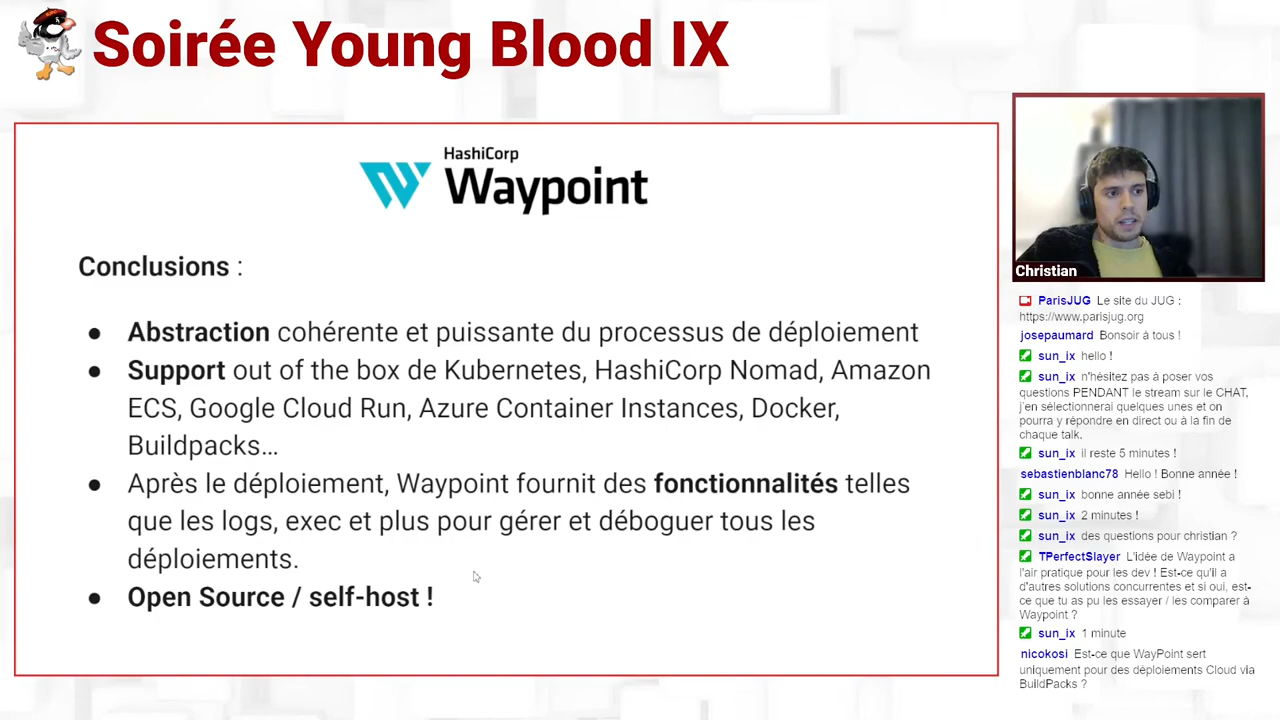 Soirée Young Blood IX
HashiCorp
Waypoint
Conclusions :
● Abstraction cohérente et puissante du processus de déploiement
● Support out of the box de Kubernetes, HashiCorp Nomad, Amazon
ECS, Google Cloud Run, Azure Container Instances, Docker,
Buildpacks...
● Après le déploiement, Waypoint fournit des fonctionnalités telles
que les logs, exec et plus pour gérer et déboguer tous les
déploiements.
● Open Source / self-host !
Christian
ParisJUG Le site du JUG :
https://www.parisjug.org
josepaumard Bonsoir à tous !
sun_ix hello !
sun_ix n'hésitez pas à poser vos
questions PENDANT le stream sur le CHAT,
j'en sélectionnerai quelques unes et on
pourra y répondre en direct ou à la fin de
chaque talk.
sun_ix il reste 5 minutes !
sebastienblanc78 Hello ! Bonne année !
sun_ix bonne année sebi !
sun_ix 2 minutes !
sun_ix des questions pour christian ?
TPerfectSlayer L'idée de Waypoint a
l'air pratique pour les dev ! Est-ce qu'il a
d'autres solutions concurrentes et si oui, est-
ce que tu as pu les essayer / les comparer à
Waypoint ?
sun_ix 1 minute
nicokosi Est-ce que WayPoint sert
uniquement pour des déploiements Cloud via
BuildPacks ?